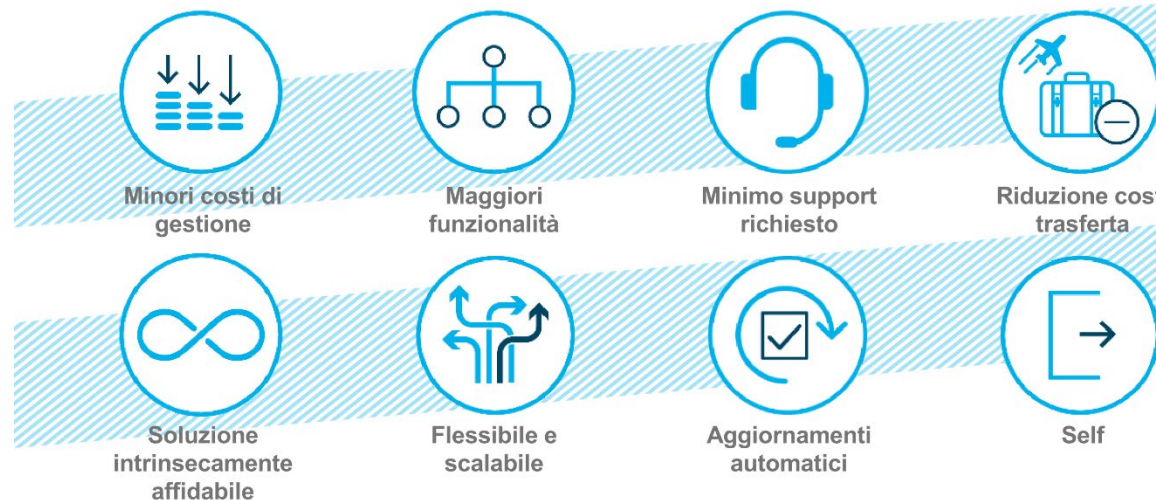 Minori costi di
gestione
Maggiori
funzionalità
Minimo support
richiesto
Riduzione cost
trasferta
Soluzione
intrinsecamente
affidabile
Flessibile e
scalabile
Aggiornamenti
automatici
Self